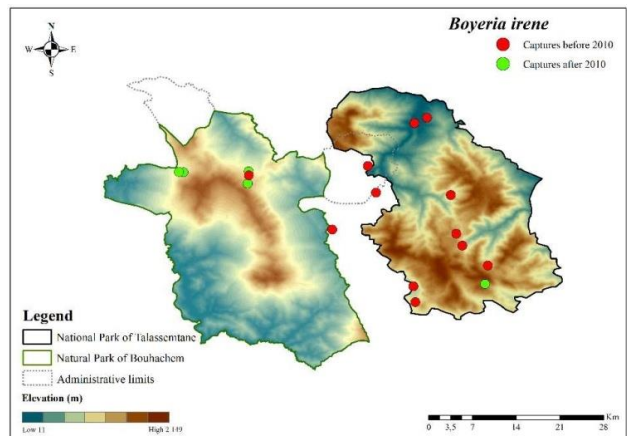 Boyeria irene
N
W E
S
Captures before 2010
Captures after 2010
Legend
National Park of Talassemtane
Natural Park of Bouhachem
Administrative limits
Elevation (m)
Low 11 High 2 149
Km
0 3,5 7 14 21 28